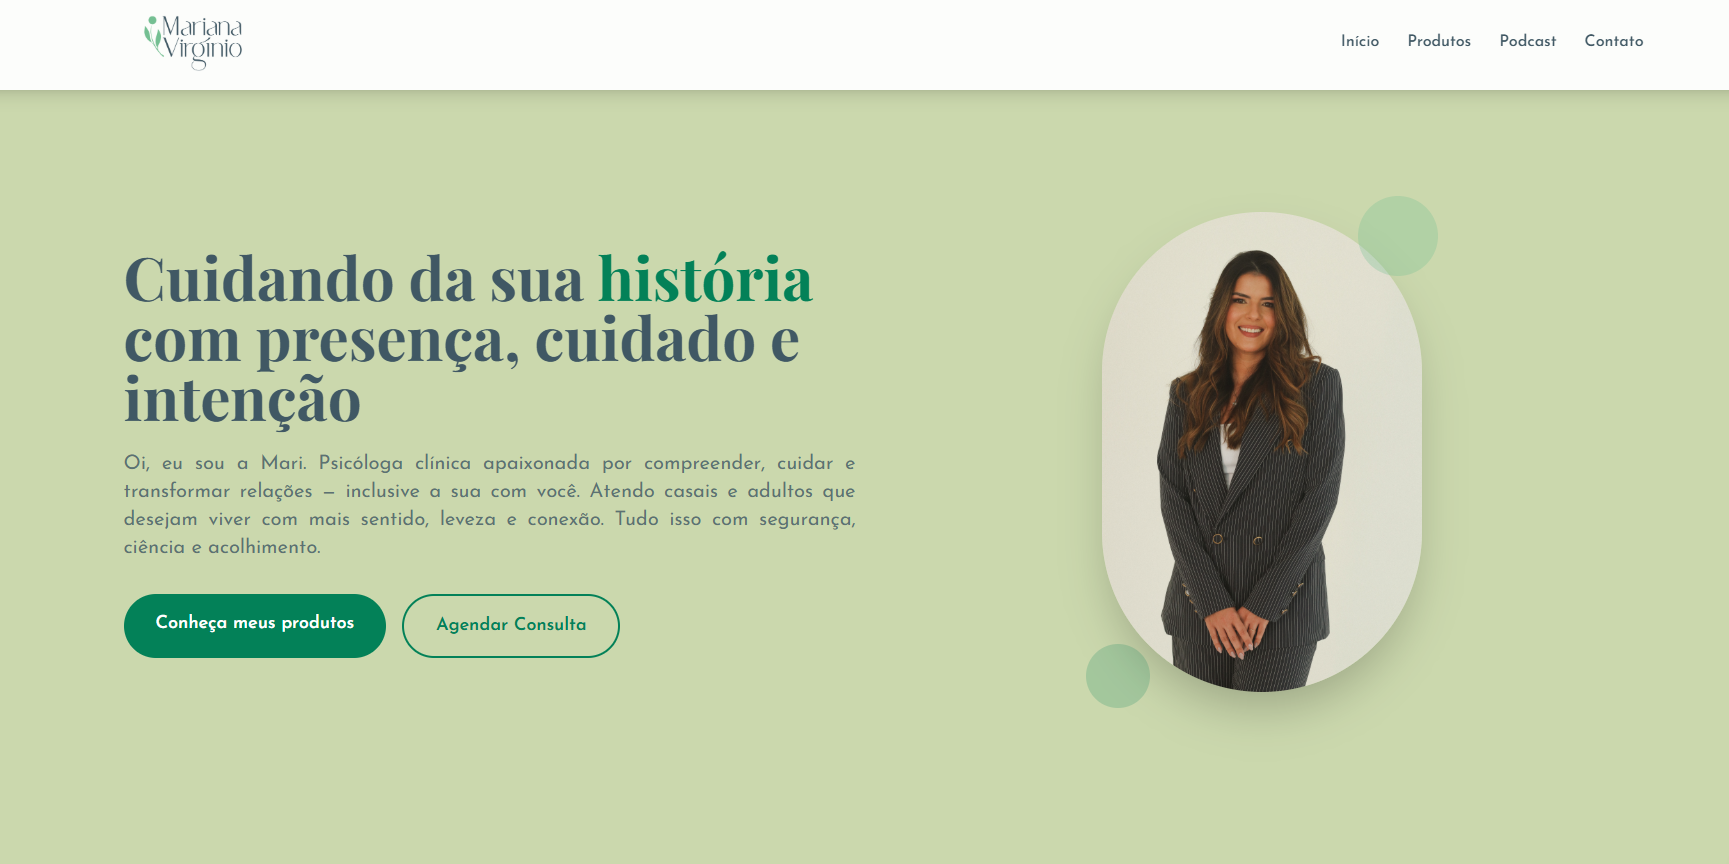 Mariana
Virgínio
Início
Produtos
Podcast
Contato
Cuidando da sua história
com presença, cuidado e
intenção
Oi, eu sou a Mari. Psicóloga clínica apaixonada por compreender, cuidar e
transformar relações – inclusive a sua com você. Atendo casais e adultos que
desejam viver com mais sentido, leveza e conexão. Tudo isso com segurança,
ciência e acolhimento.
Conheça meus produtos
Agendar Consulta